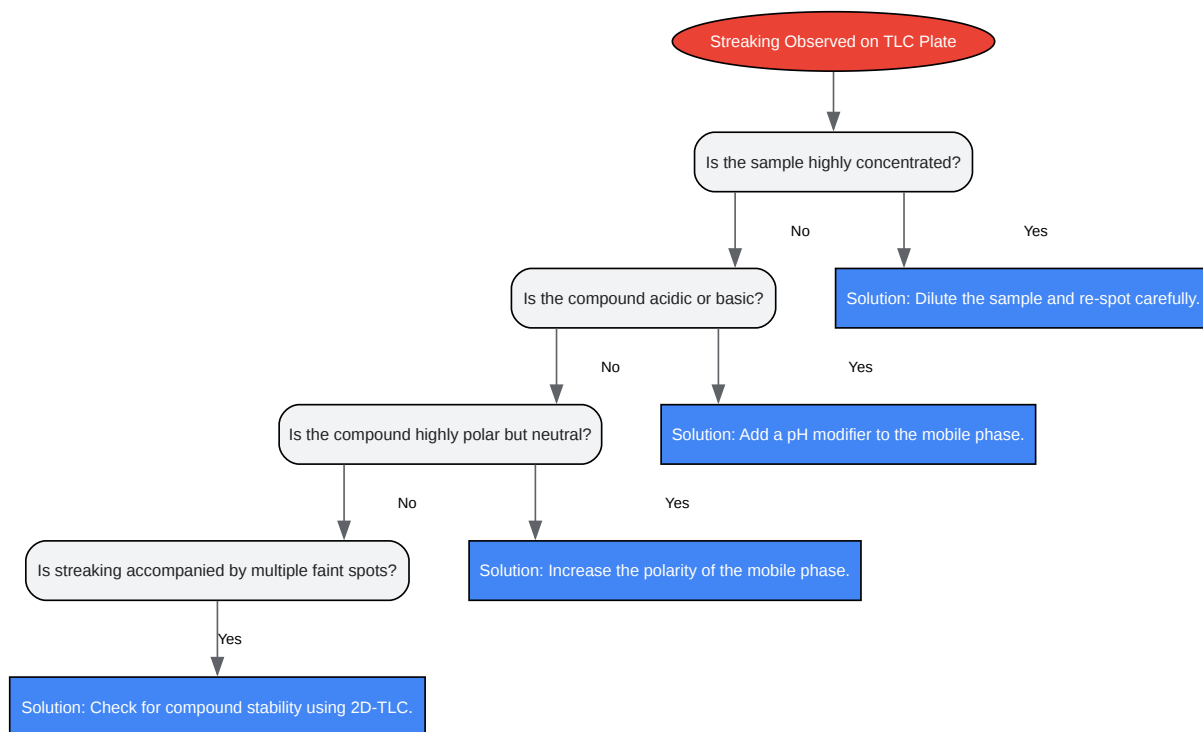 Streaking Observed on TLC Plate
Is the sample highly concentrated?
No
Yes
Is the compound acidic or basic?
Solution: Dilute the sample and re-spot carefully.
No
Yes
Is the compound highly polar but neutral?
Solution: Add a pH modifier to the mobile phase.
No
Yes
Is streaking accompanied by multiple faint spots?
Solution: Increase the polarity of the mobile phase.
Yes
Solution: Check for compound stability using 2D-TLC.